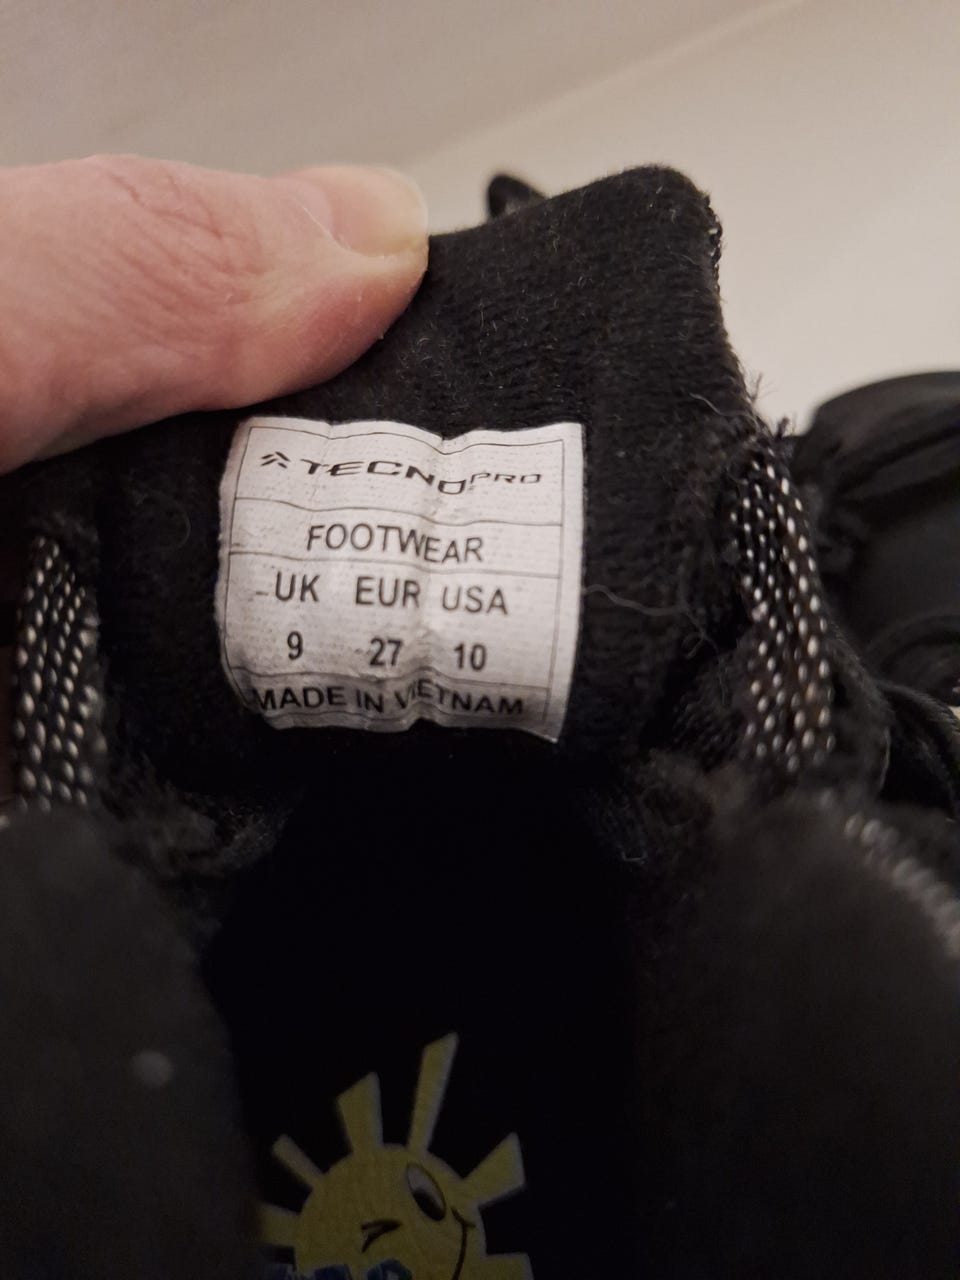 TECNOPRO
FOOTWEAR
UK EUR USA
9 27 10
MADE IN VIETNAM